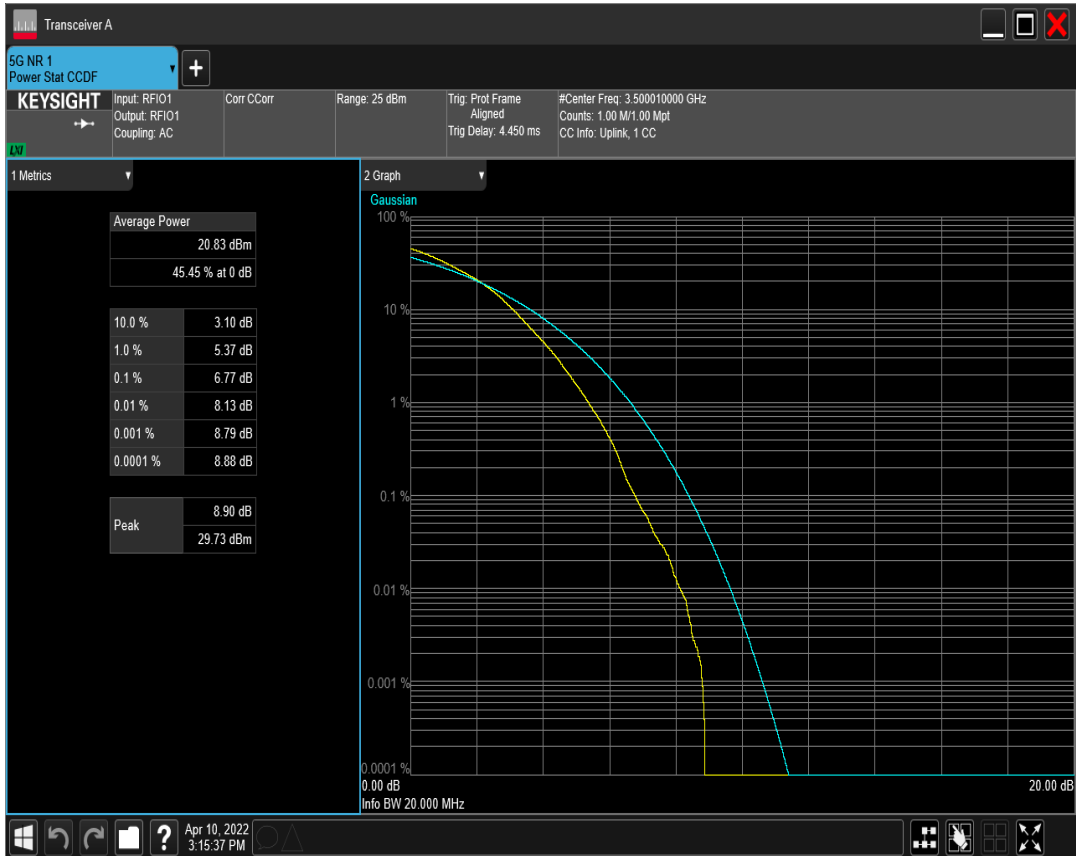 Transceiver A
5G NR 1
Power Stat CCDF
KEYSIGHT
LXI
Input: RFIO1
Output: RFIO1
Coupling: AC
Corr CCorr
Range: 25 dBm
Trig: Prot Frame
Aligned
Trig Delay: 4.450 ms
#Center Freq: 3.500010000 GHz
Counts: 1.00 M/1.00 Mpt
CC Info: Uplink, 1 CC
1 Metrics
Average Power
20.83 dBm
45.45 % at 0 dB
10.0 % 3.10 dB
1.0 % 5.37 dB
0.1 % 6.77 dB
0.01 % 8.13 dB
0.001 % 8.79 dB
0.0001 % 8.88 dB
Peak
8.90 dB
29.73 dBm
2 Graph
Gaussian
100 %
10 %
1 %
0.1 %
0.01 %
0.001 %
0.0001 %
0.00 dB 20.00 dB
Info BW 20.000 MHz
? Apr 10, 2022
3:15:37 PM